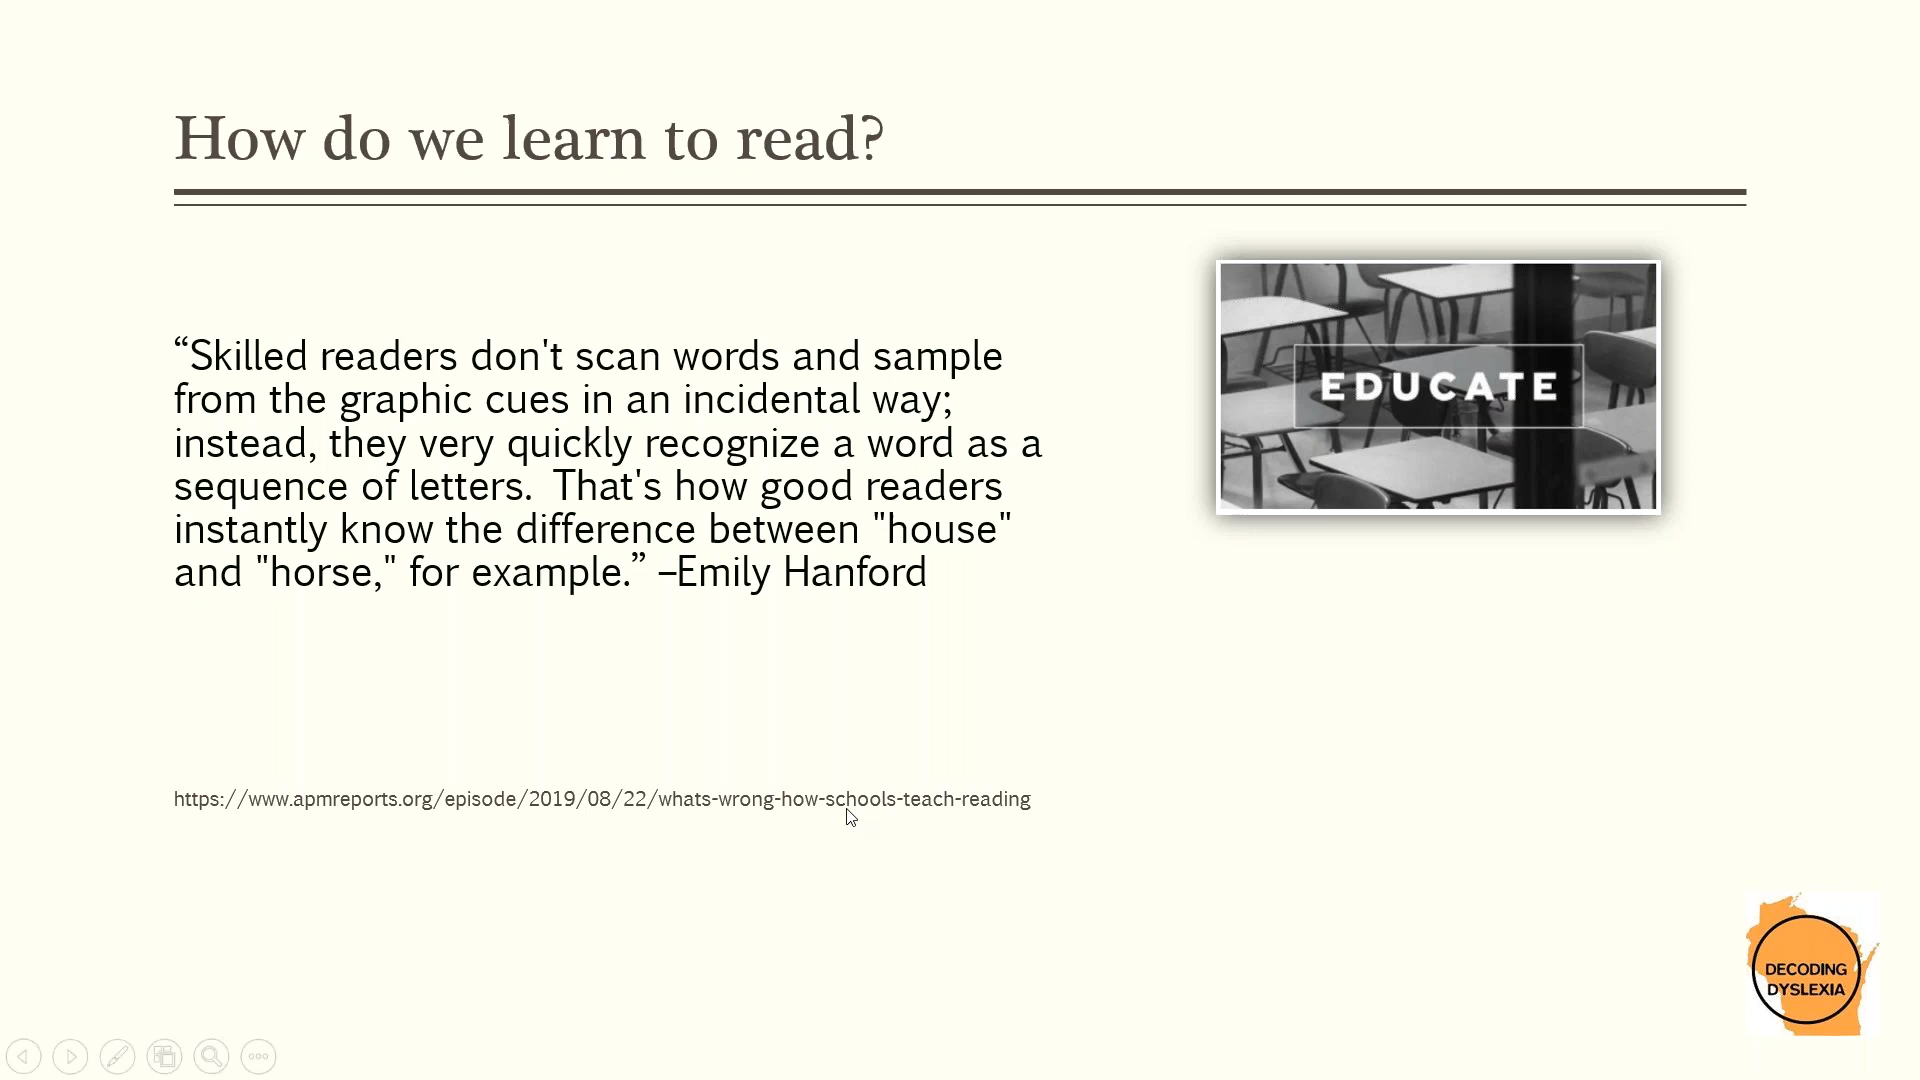 How do we learn to read?
“Skilled readers don't scan words and sample
from the graphic cues in an incidental way;
instead, they very quickly recognize a word as a
sequence of letters.  That's how good readers
instantly know the difference between "house"
and "horse," for example.” –Emily Hanford
EDUCATE
https://www.apmreports.org/episode/2019/08/22/whats-wrong-how-schools-teach-reading
DECODING
DYSLEXIA